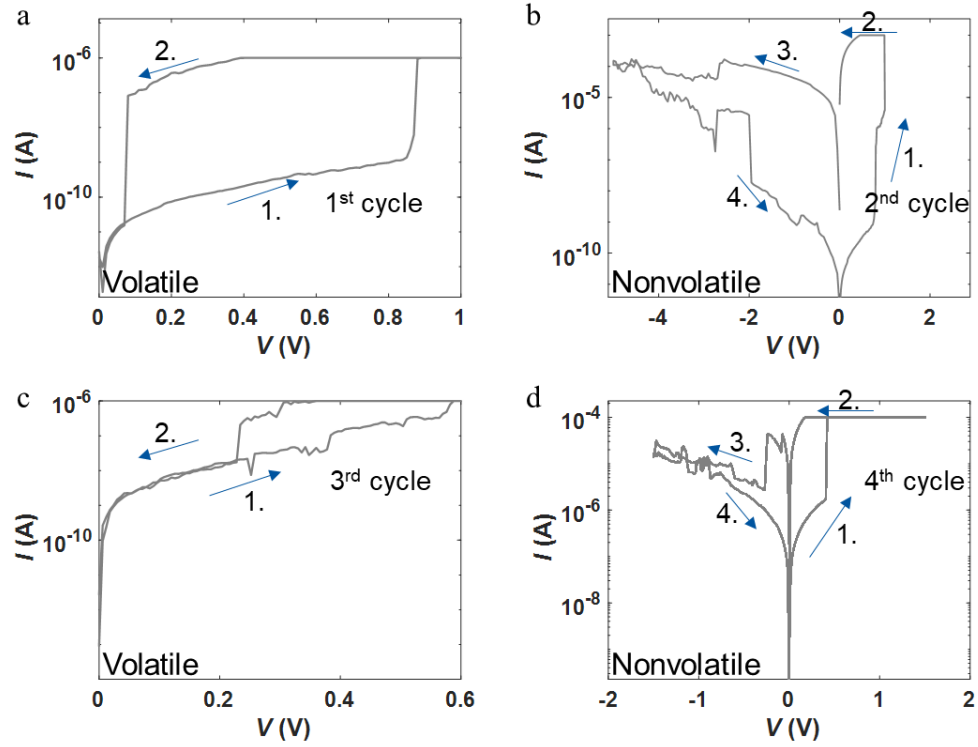 a
I (A)
10⁻⁶
10⁻¹⁰
2.
1.
1ˢᵗ cycle
Volatile
0 0.2 0.4 0.6 0.8 1
V (V)
b
I (A)
10⁻⁵
10⁻¹⁰
2.
3.
1.
4.
2ⁿᵈ cycle
Nonvolatile
-4 -2 0 2
V (V)
c
I (A)
10⁻⁶
10⁻¹⁰
2.
1.
3ʳᵈ cycle
Volatile
0 0.2 0.4 0.6
V (V)
d
I (A)
10⁻⁴
10⁻⁶
10⁻⁸
2.
3.
4.
1.
4ᵗʰ cycle
Nonvolatile
-2 -1 0 1 2
V (V)